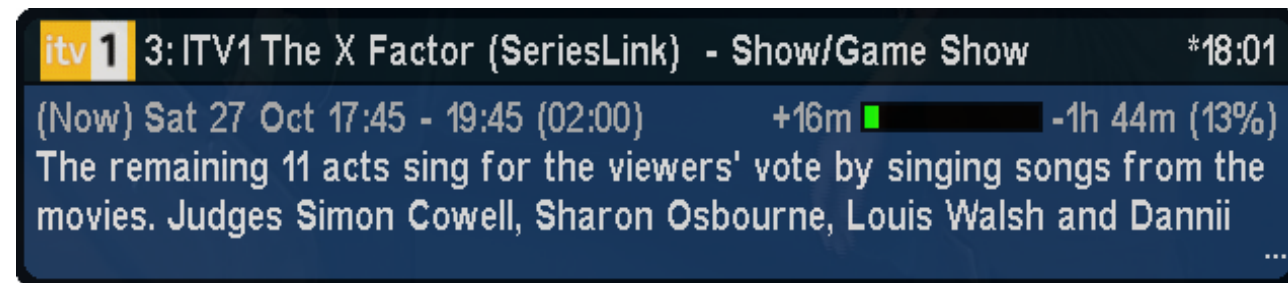 itv 1 3: ITV1 The X Factor (SeriesLink) - Show/Game Show *18:01
(Now) Sat 27 Oct 17:45 - 19:45 (02:00) +16m -1h 44m (13%)
The remaining 11 acts sing for the viewers' vote by singing songs from the
movies. Judges Simon Cowell, Sharon Osbourne, Louis Walsh and Dannii
...